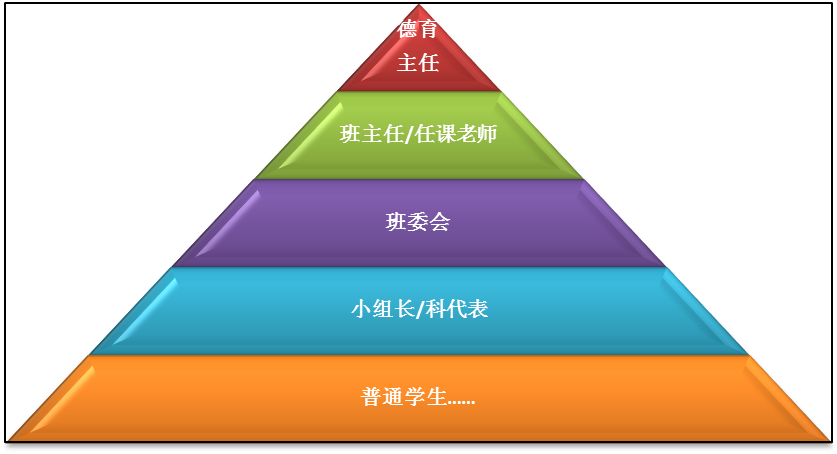 德育
主任
班主任/任课老师
班委会
小组长/科代表
普通学生……